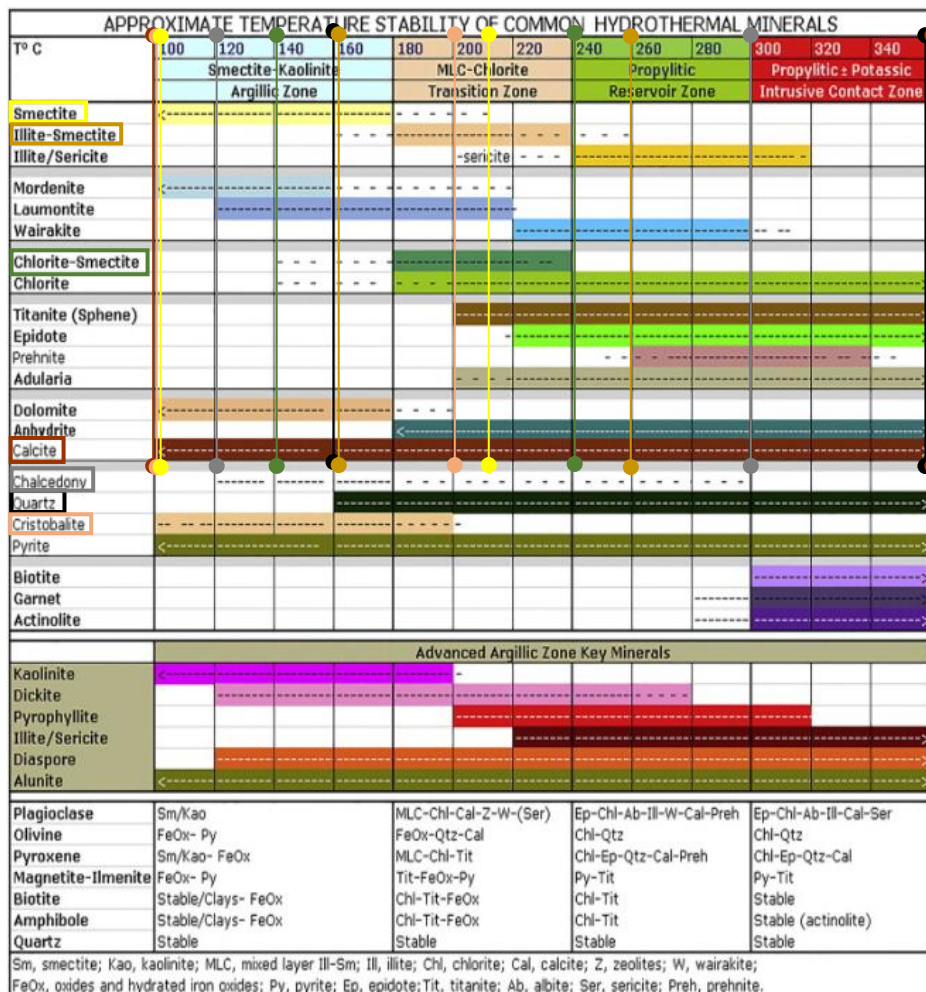 APPROXIMATE TEMPERATURE STABILITY OF COMMON HYDROTHERMAL MINERALS
Tº C 100 120 140 160 180 200 220 240 260 280 300 320 340
Smectite-Kaolinite MLC-Chlorite Propylitic Propylitic ± Potassic
Argillic Zone Transition Zone Reservoir Zone Intrusive Contact Zone
Smectite
Illite-Smectite
Illite/Sericite -sericite
Mordenite
Laumontite
Wairakite
Chlorite-Smectite
Chlorite
Titanite (Sphene)
Epidote
Prehnite
Adularia
Dolomite
Anhydrite
Calcite
Chalcedony
Quartz
Cristobalite
Pyrite
Biotite
Garnet
Actinolite
Advanced Argillic Zone Key Minerals
Kaolinite
Dickite
Pyrophyllite
Illite/Sericite
Diaspore
Alunite
Plagioclase Sm/Kao MLC-Chl-Cal-Z-W-(Ser) Ep-Chl-Ab-Ill-W-Cal-Preh Ep-Chl-Ab-Ill-Cal-Ser
Olivine FeOx- Py FeOx-Qtz-Cal Chl-Qtz Chl-Qtz
Pyroxene Sm/Kao- FeOx MLC-Chl-Tit Chl-Ep-Qtz-Cal-Preh Chl-Ep-Qtz-Cal
Magnetite-Ilmenite FeOx- Py Tit-FeOx-Py Py-Tit Py-Tit
Biotite Stable/Clays- FeOx Chl-Tit-FeOx Chl-Tit Stable
Amphibole Stable/Clays- FeOx Chl-Tit-FeOx Chl-Tit Stable (actinolite)
Quartz Stable Stable Stable Stable
Sm, smectite; Kao, kaolinite; MLC, mixed layer Ill-Sm; Ill, illite; Chl, chlorite; Cal, calcite; Z, zeolites; W, wairakite;
FeOx, oxides and hydrated iron oxides; Py, pyrite; Ep, epidote; Tit, titanite; Ab, albite; Ser, sericite; Preh, prehnite.